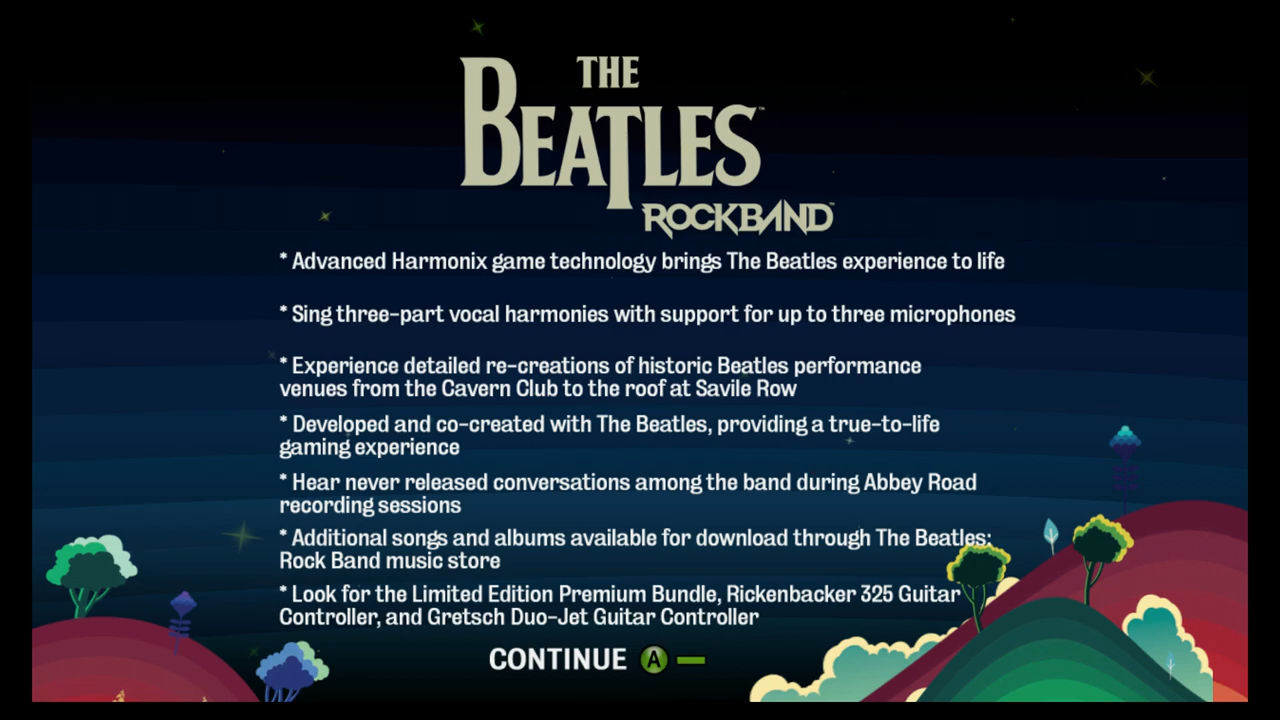 THE
BEATLES™
ROCKBAND™
* Advanced Harmonix game technology brings The Beatles experience to life
* Sing three-part vocal harmonies with support for up to three microphones
* Experience detailed re-creations of historic Beatles performance
venues from the Cavern Club to the roof at Savile Row
* Developed and co-created with The Beatles, providing a true-to-life
gaming experience
* Hear never released conversations among the band during Abbey Road
recording sessions
* Additional songs and albums available for download through The Beatles:
Rock Band music store
* Look for the Limited Edition Premium Bundle, Rickenbacker 325 Guitar
Controller, and Gretsch Duo-Jet Guitar Controller
CONTINUE A